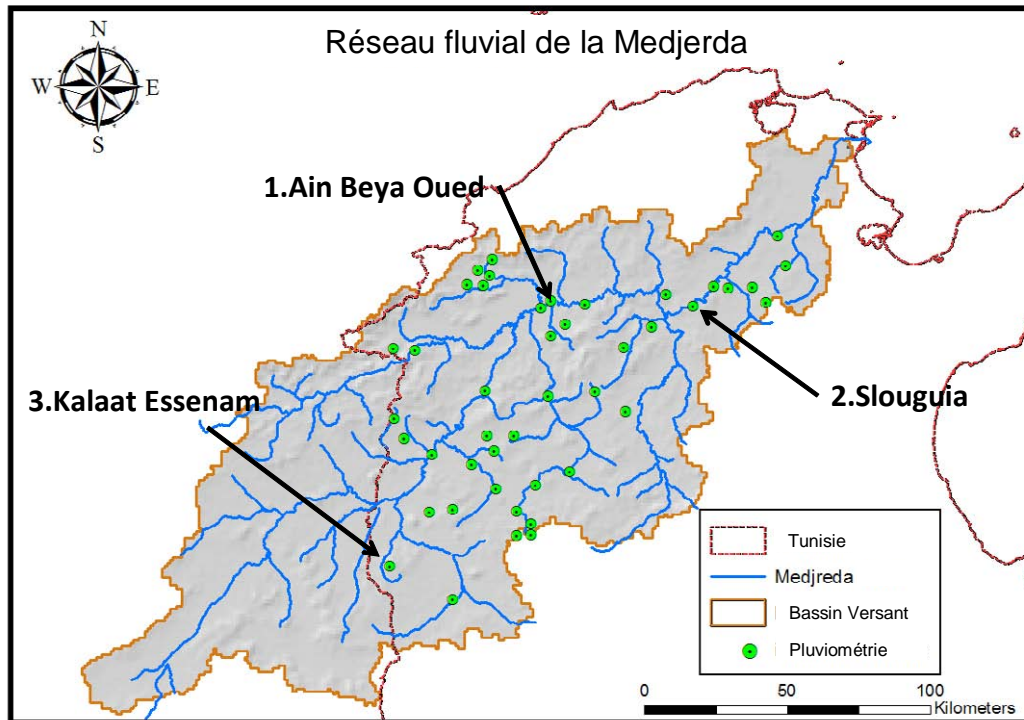 Réseau fluvial de la Medjerda
N
W
E
S
1.Ain Beya Oued
2.Slouguia
3.Kalaat Essenam
Tunisie
Medjreda
Bassin Versant
Pluviométrie
0 50 100
Kilometers